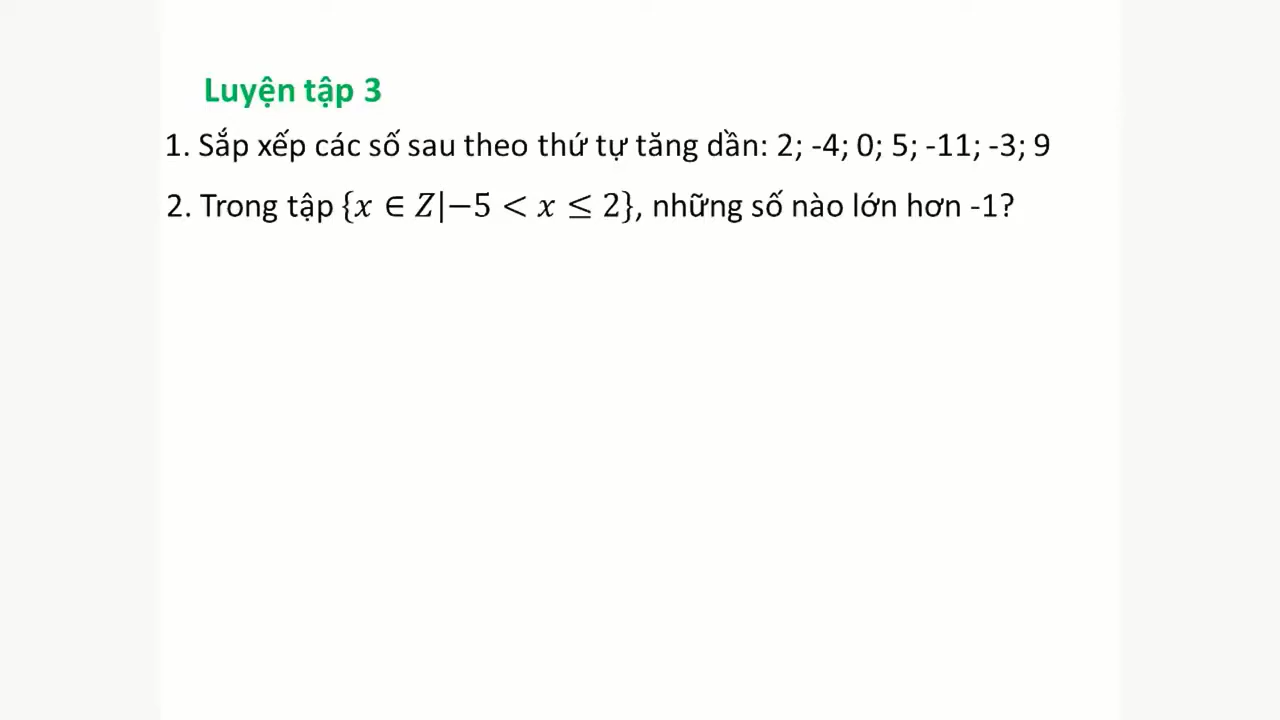 Luyện tập 3
1. Sắp xếp các số sau theo thứ tự tăng dần: 2; -4; 0; 5; -11; -3; 9
2. Trong tập {𝑥 ∈ 𝑍|−5 < 𝑥 ≤ 2}, những số nào lớn hơn -1?